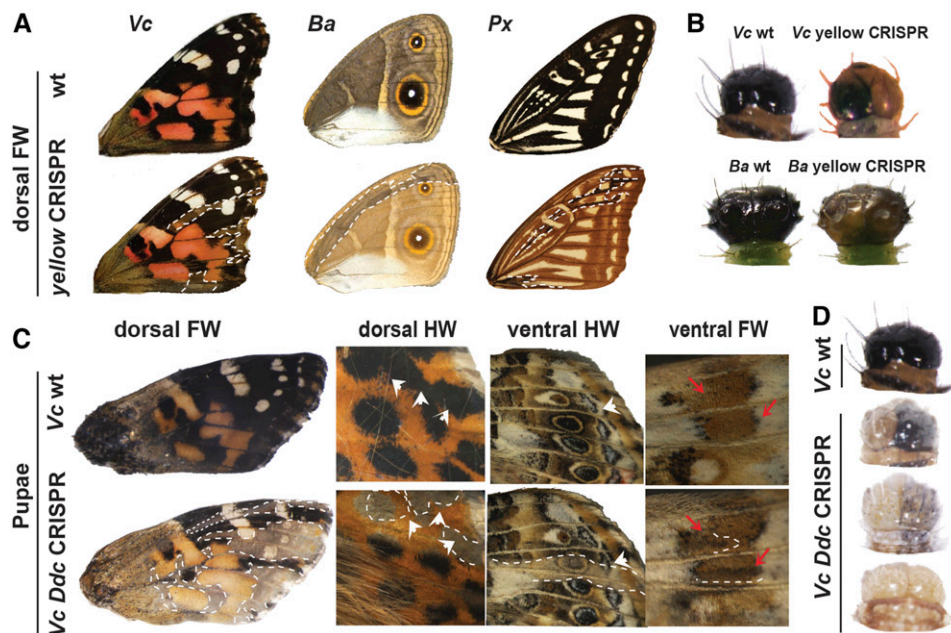 A
Vc
Ba
Px
dorsal FW
wt
yellow CRISPR
B
Vc wt
Vc yellow CRISPR
Ba wt
Ba yellow CRISPR
C
dorsal FW
dorsal HW
ventral HW
ventral FW
Pupae
Vc wt
Vc Ddc CRISPR
D
Vc wt
Vc Ddc CRISPR